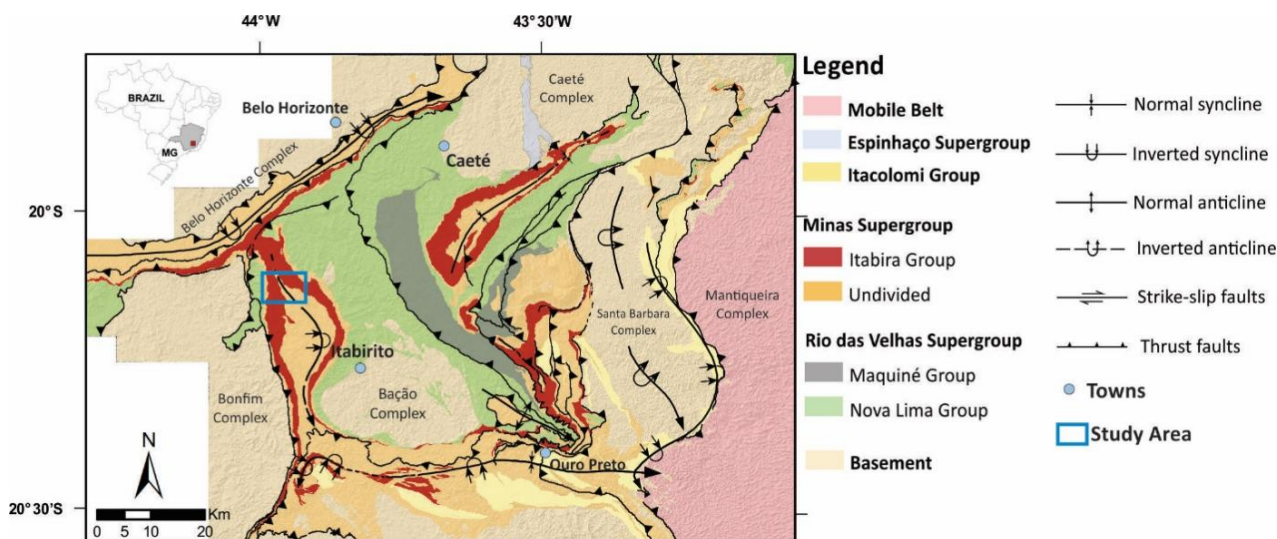 44°W
43°30'W
20°S
20°30'S
BRAZIL
MG
Belo Horizonte
Belo Horizonte Complex
Caeté
Complex
Caeté
Santa Barbara
Complex
Mantiqueira
Complex
Itabirito
Bação
Complex
Bonfim
Complex
Ouro Preto
N
0 5 10 20 Km
Legend
Mobile Belt
Espinhaço Supergroup
Itacolomi Group
Minas Supergroup
Itabira Group
Undivided
Rio das Velhas Supergroup
Maquiné Group
Nova Lima Group
Basement
Normal syncline
Inverted syncline
Normal anticline
Inverted anticline
Strike-slip faults
Thrust faults
Towns
Study Area